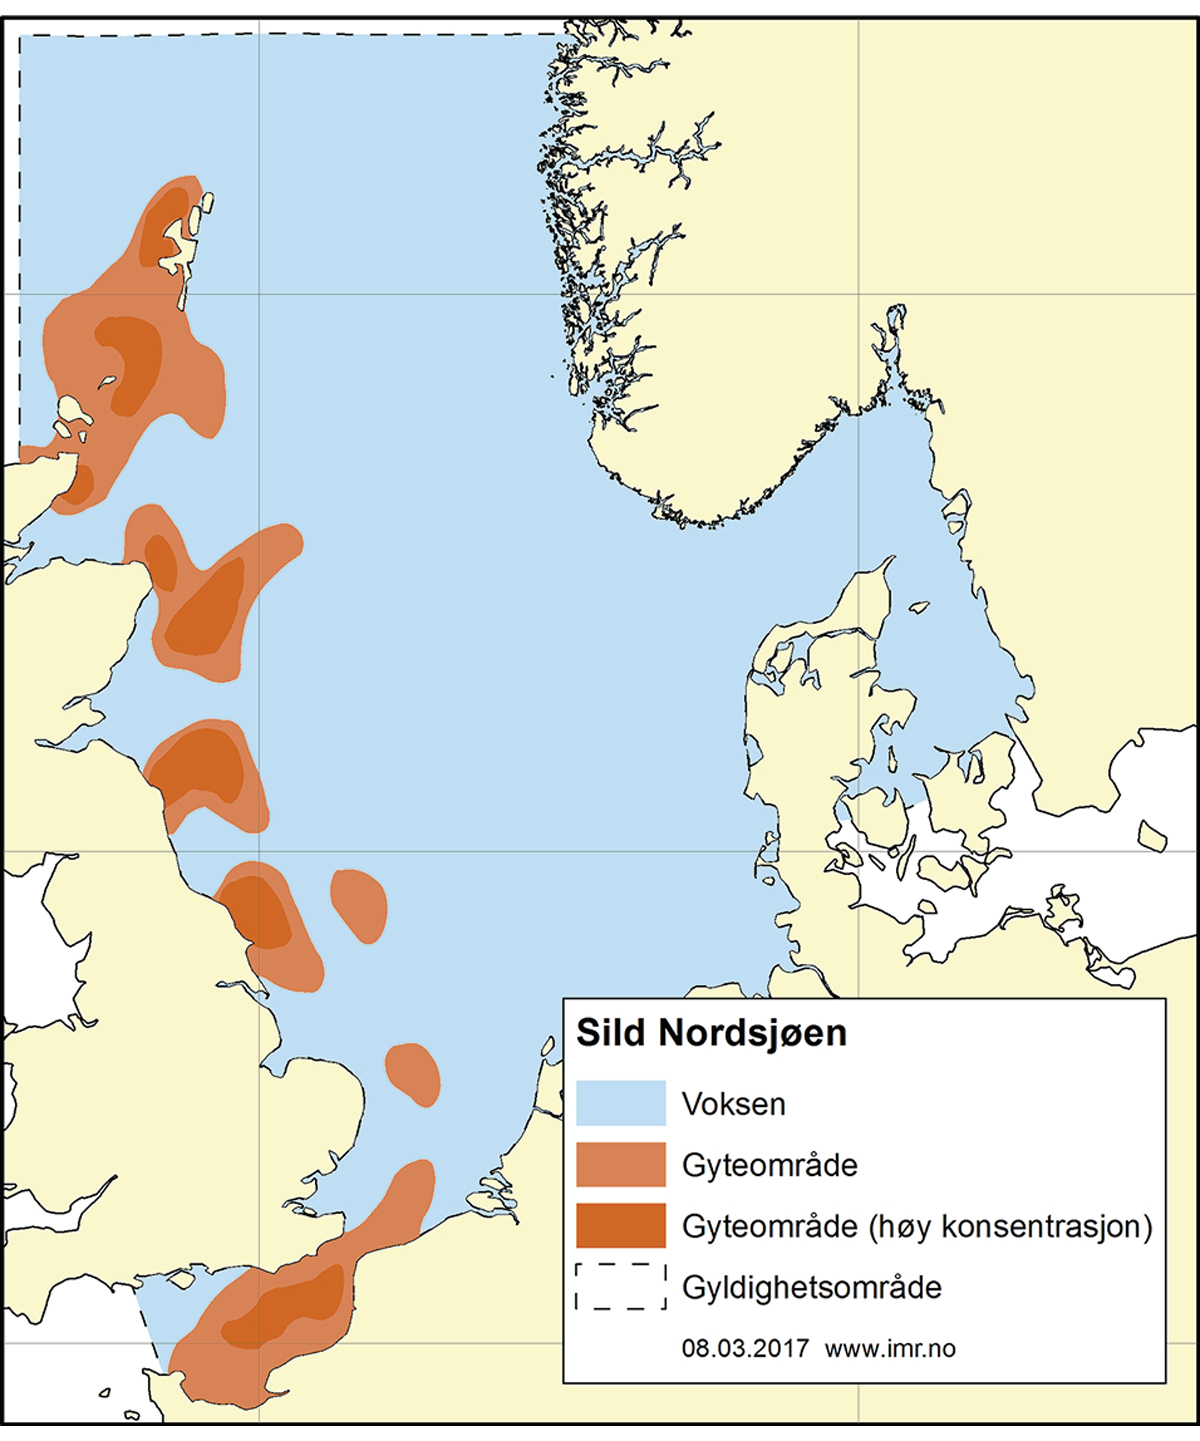 Sild Nordsjøen
Voksen
Gyteområde
Gyteområde (høy konsentrasjon)
Gyldighetsområde
08.03.2017 www.imr.no